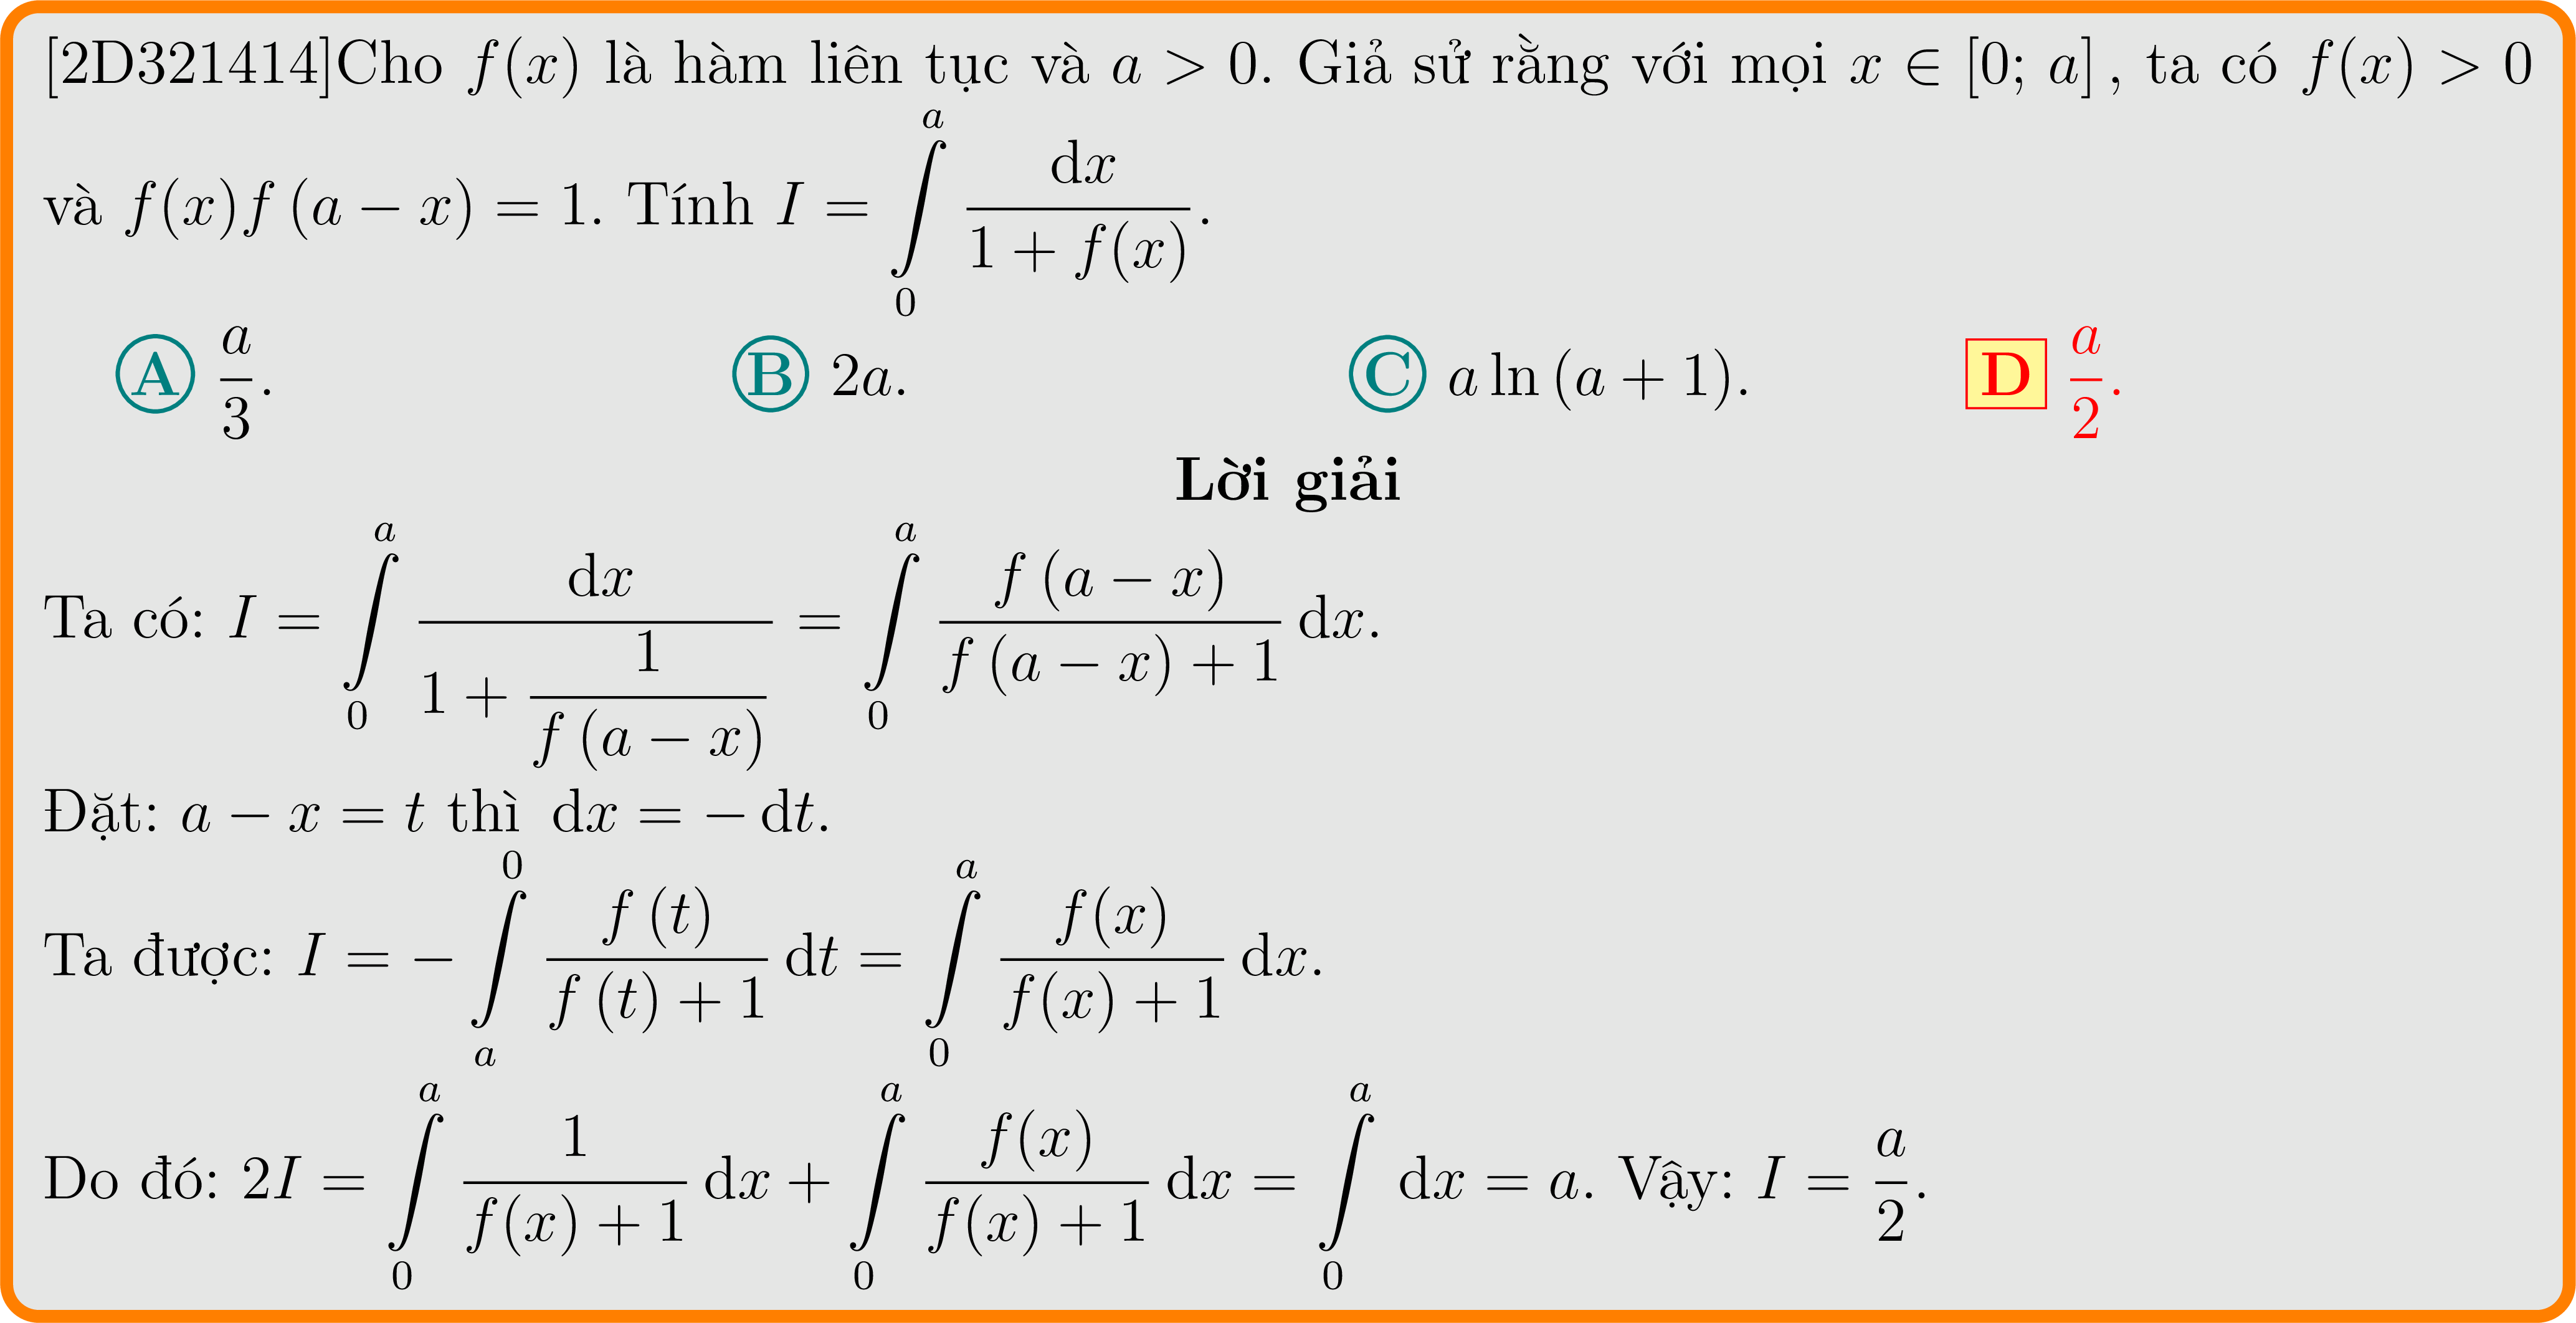 [2D321414]Cho $f(x)$ là hàm liên tục và $a > 0$. Giả sử rằng với mọi $x \in [0; a]$, ta có $f(x) > 0$
và $f(x)f(a - x) = 1$. Tính $I = \int\limits_0^a \frac{\mathrm{d}x}{1 + f(x)}$.
A $\frac{a}{3}$. B $2a$. C $a \ln(a + 1)$. D $\frac{a}{2}$.
Lời giải
Ta có: $I = \int\limits_0^a \frac{\mathrm{d}x}{1 + \frac{1}{f(a - x)}} = \int\limits_0^a \frac{f(a - x)}{f(a - x) + 1} \mathrm{d}x$.
Đặt: $a - x = t$ thì $\mathrm{d}x = -\mathrm{d}t$.
Ta được: $I = -\int\limits_a^0 \frac{f(t)}{f(t) + 1} \mathrm{d}t = \int\limits_0^a \frac{f(x)}{f(x) + 1} \mathrm{d}x$.
Do đó: $2I = \int\limits_0^a \frac{1}{f(x) + 1} \mathrm{d}x + \int\limits_0^a \frac{f(x)}{f(x) + 1} \mathrm{d}x = \int\limits_0^a \mathrm{d}x = a$. Vậy: $I = \frac{a}{2}$.